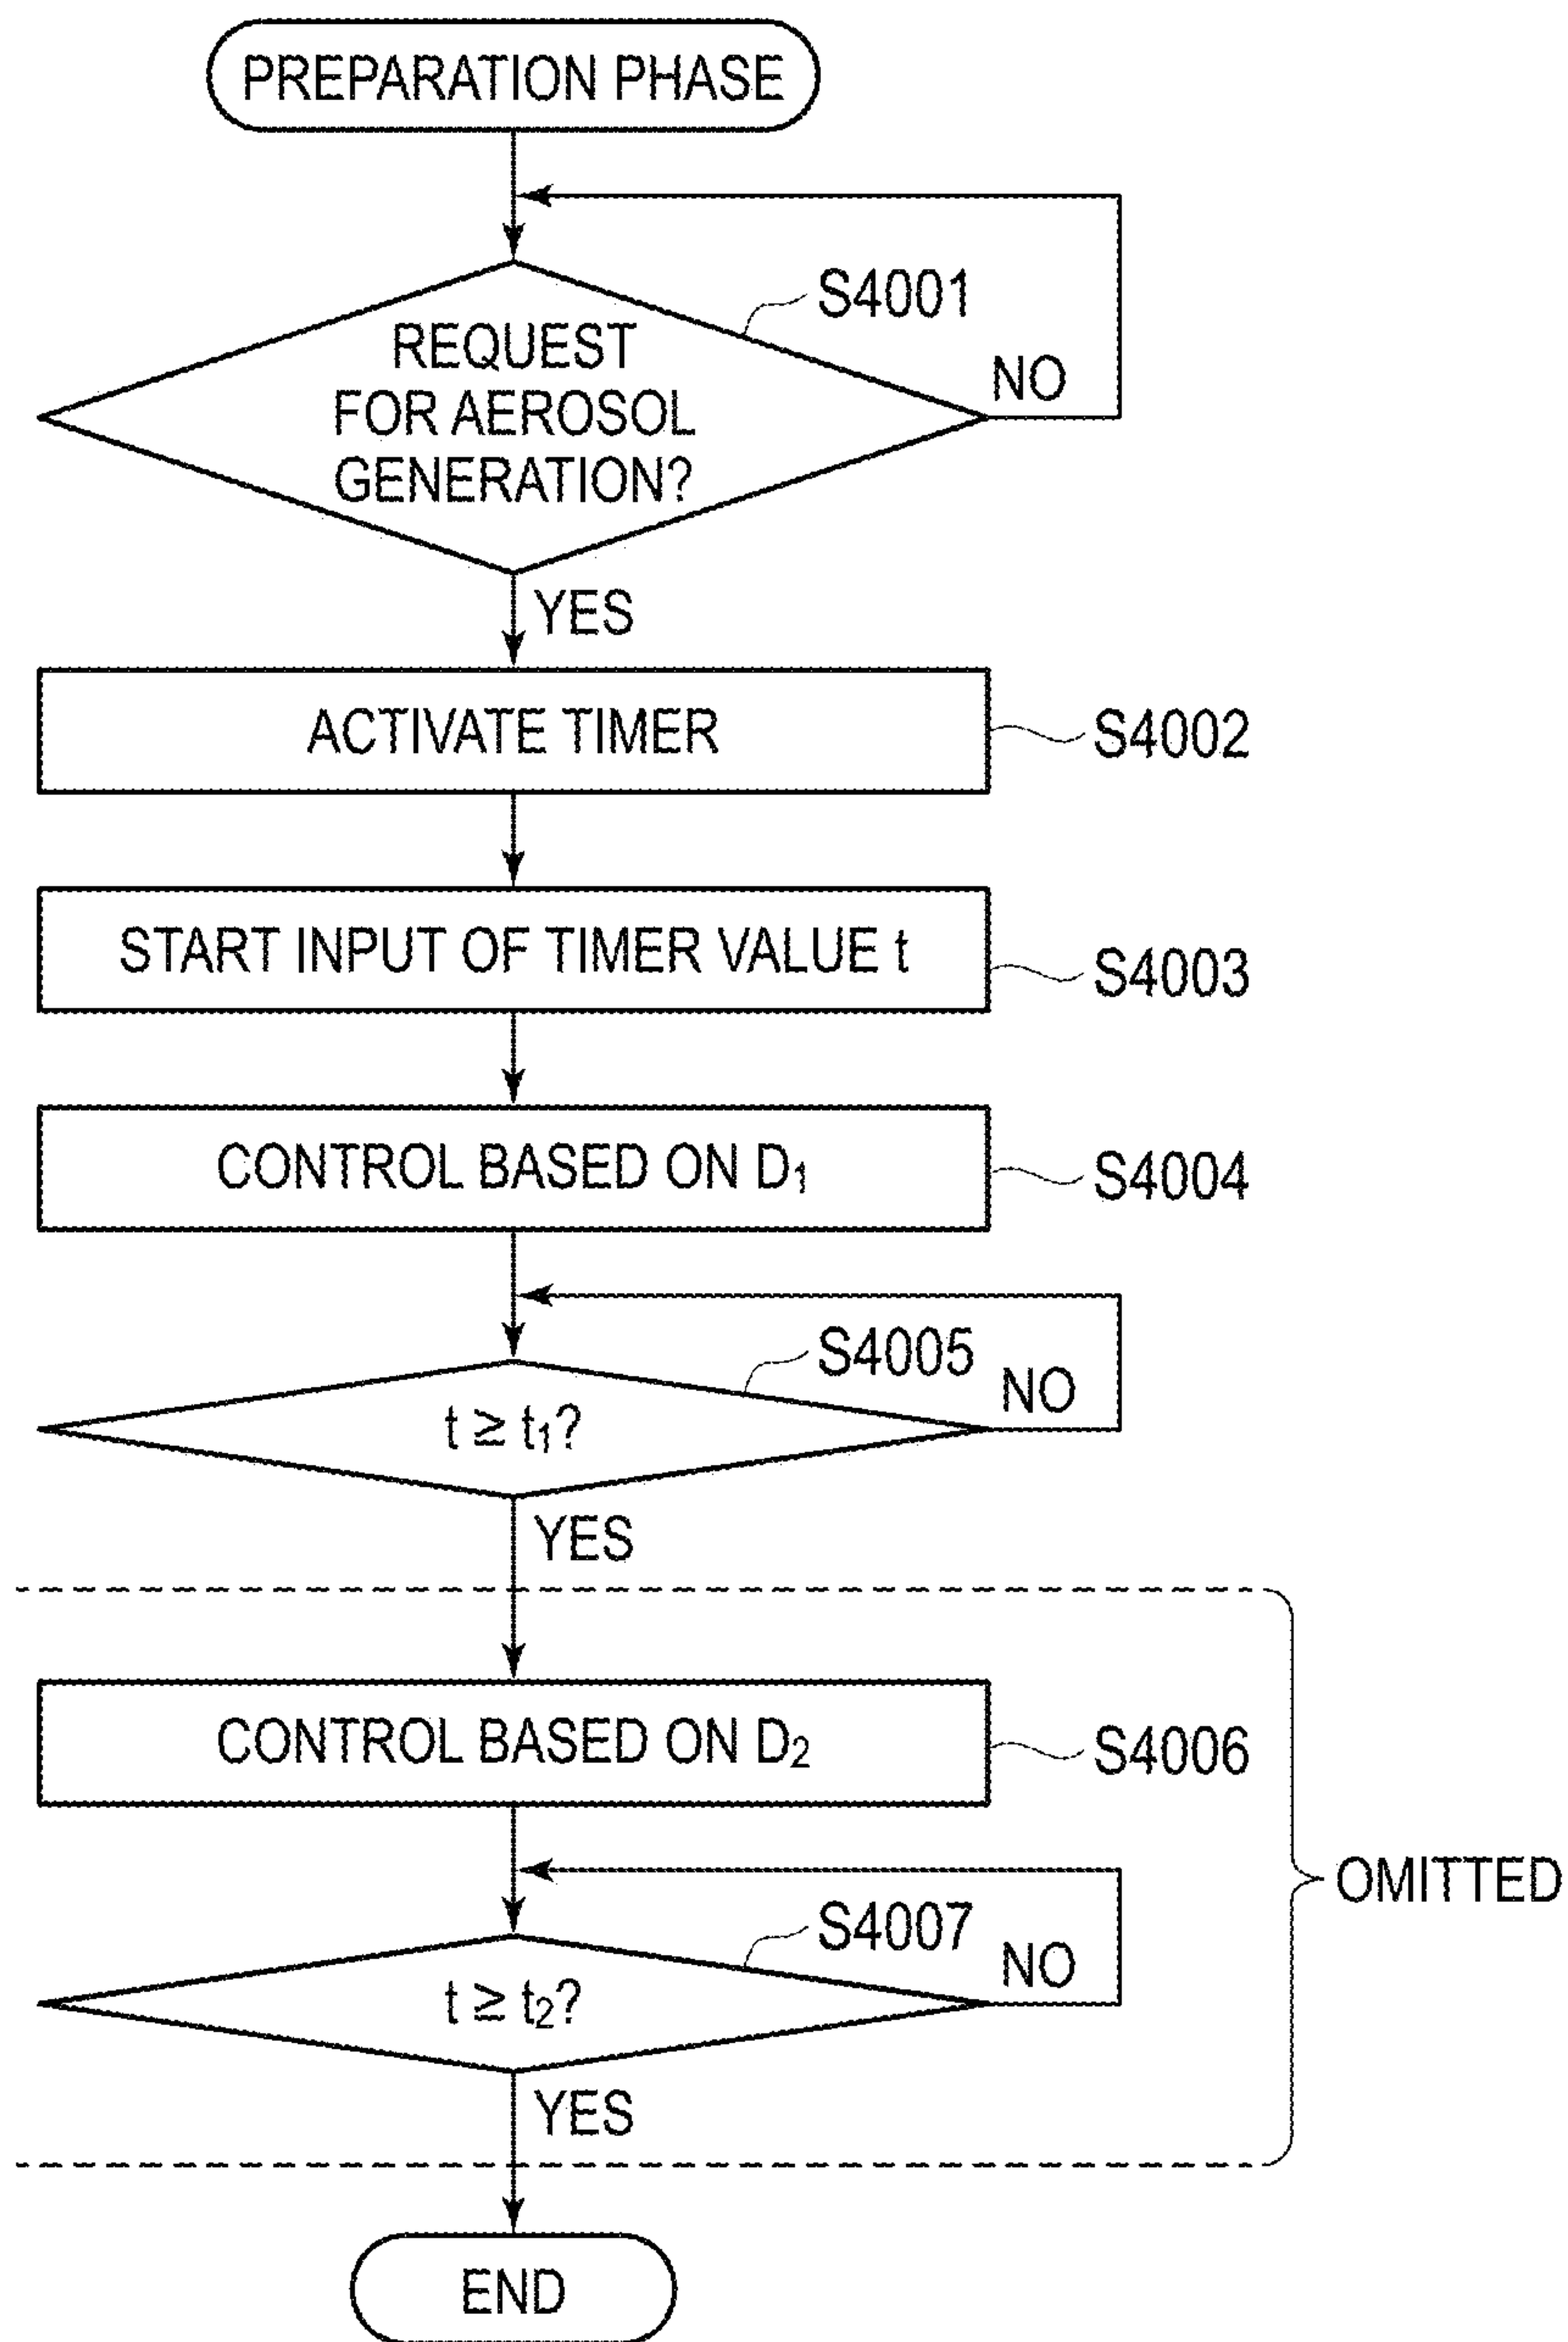 PREPARATION PHASE
S4001
REQUEST
FOR AEROSOL
GENERATION?
NO
YES
ACTIVATE TIMER
S4002
START INPUT OF TIMER VALUE t
S4003
CONTROL BASED ON D₁
S4004
S4005
NO
t ≥ t₁?
YES
CONTROL BASED ON D₂
S4006
OMITTED
S4007
NO
t ≥ t₂?
YES
END